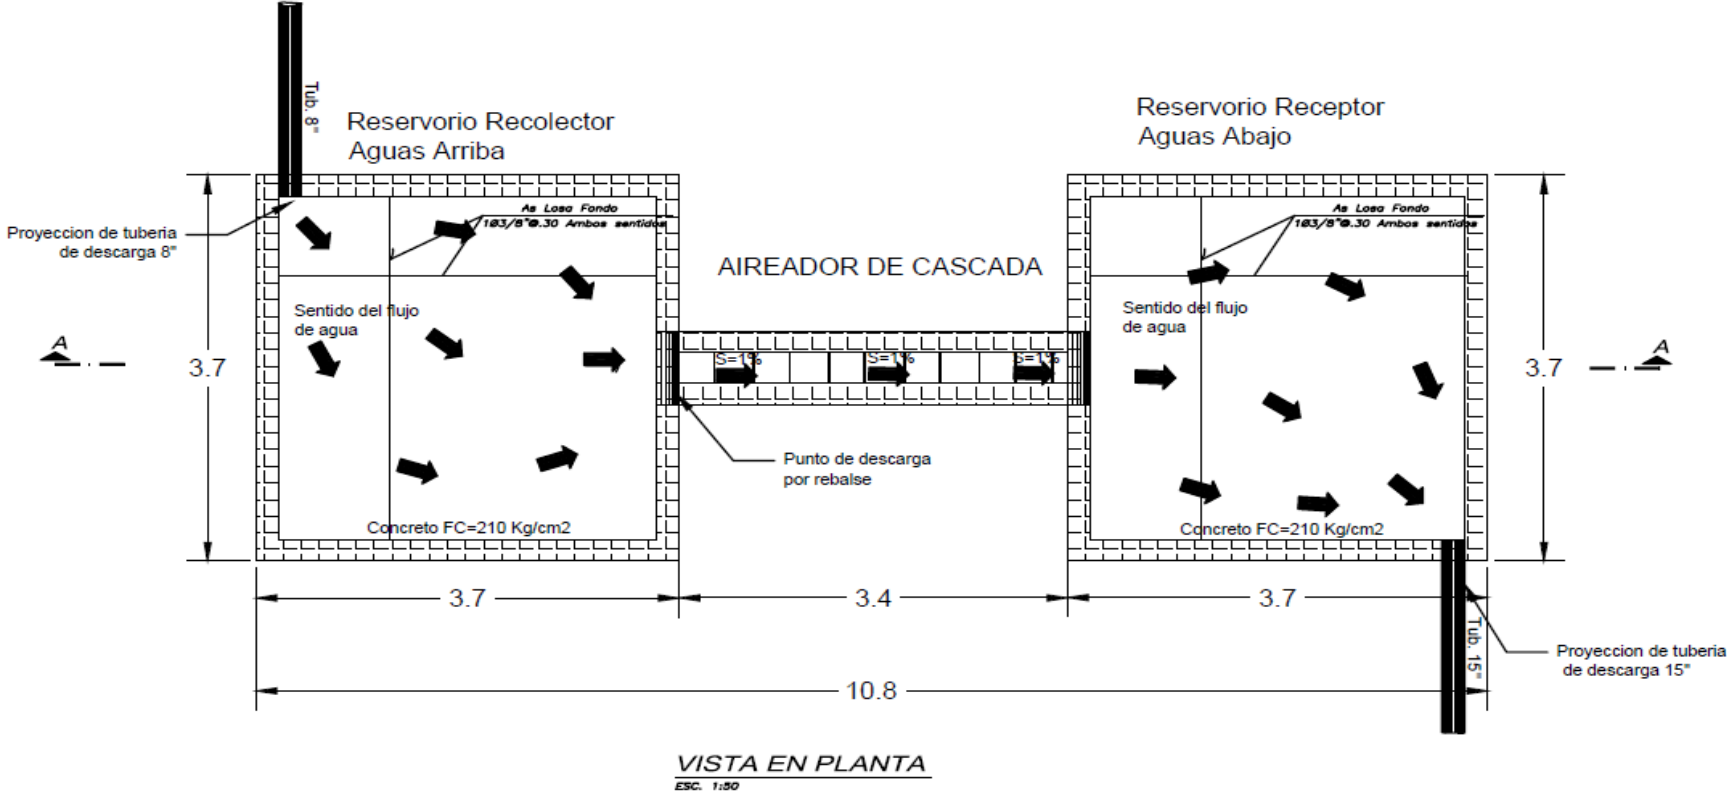 Tub. 8"
Reservorio Recolector
Aguas Arriba
Reservorio Receptor
Aguas Abajo
Proyeccion de tuberia
de descarga 8"
As Losa Fondo
1Ø3/8"@.30 Ambos sentidos
As Losa Fondo
1Ø3/8"@.30 Ambos sentidos
AIREADOR DE CASCADA
Sentido del flujo
de agua
Sentido del flujo
de agua
A
3.7
S=1%
S=1%
S=1%
3.7
A
Punto de descarga
por rebalse
Concreto FC=210 Kg/cm2
Concreto FC=210 Kg/cm2
3.7
3.4
3.7
Tub. 15"
Proyeccion de tuberia
de descarga 15"
10.8
VISTA EN PLANTA
ESC. 1:50